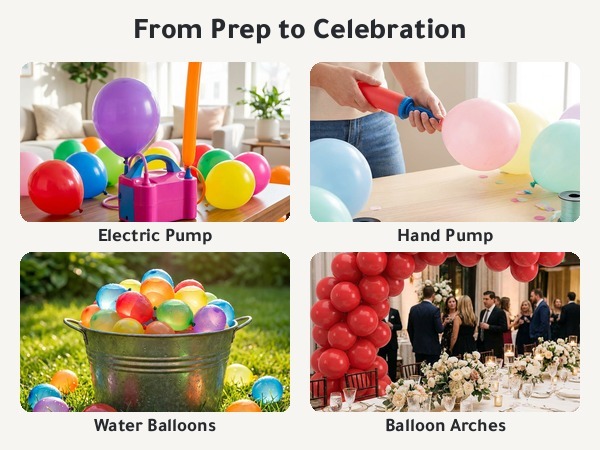 From Prep to Celebration
Electric Pump
Hand Pump
Water Balloons
Balloon Arches